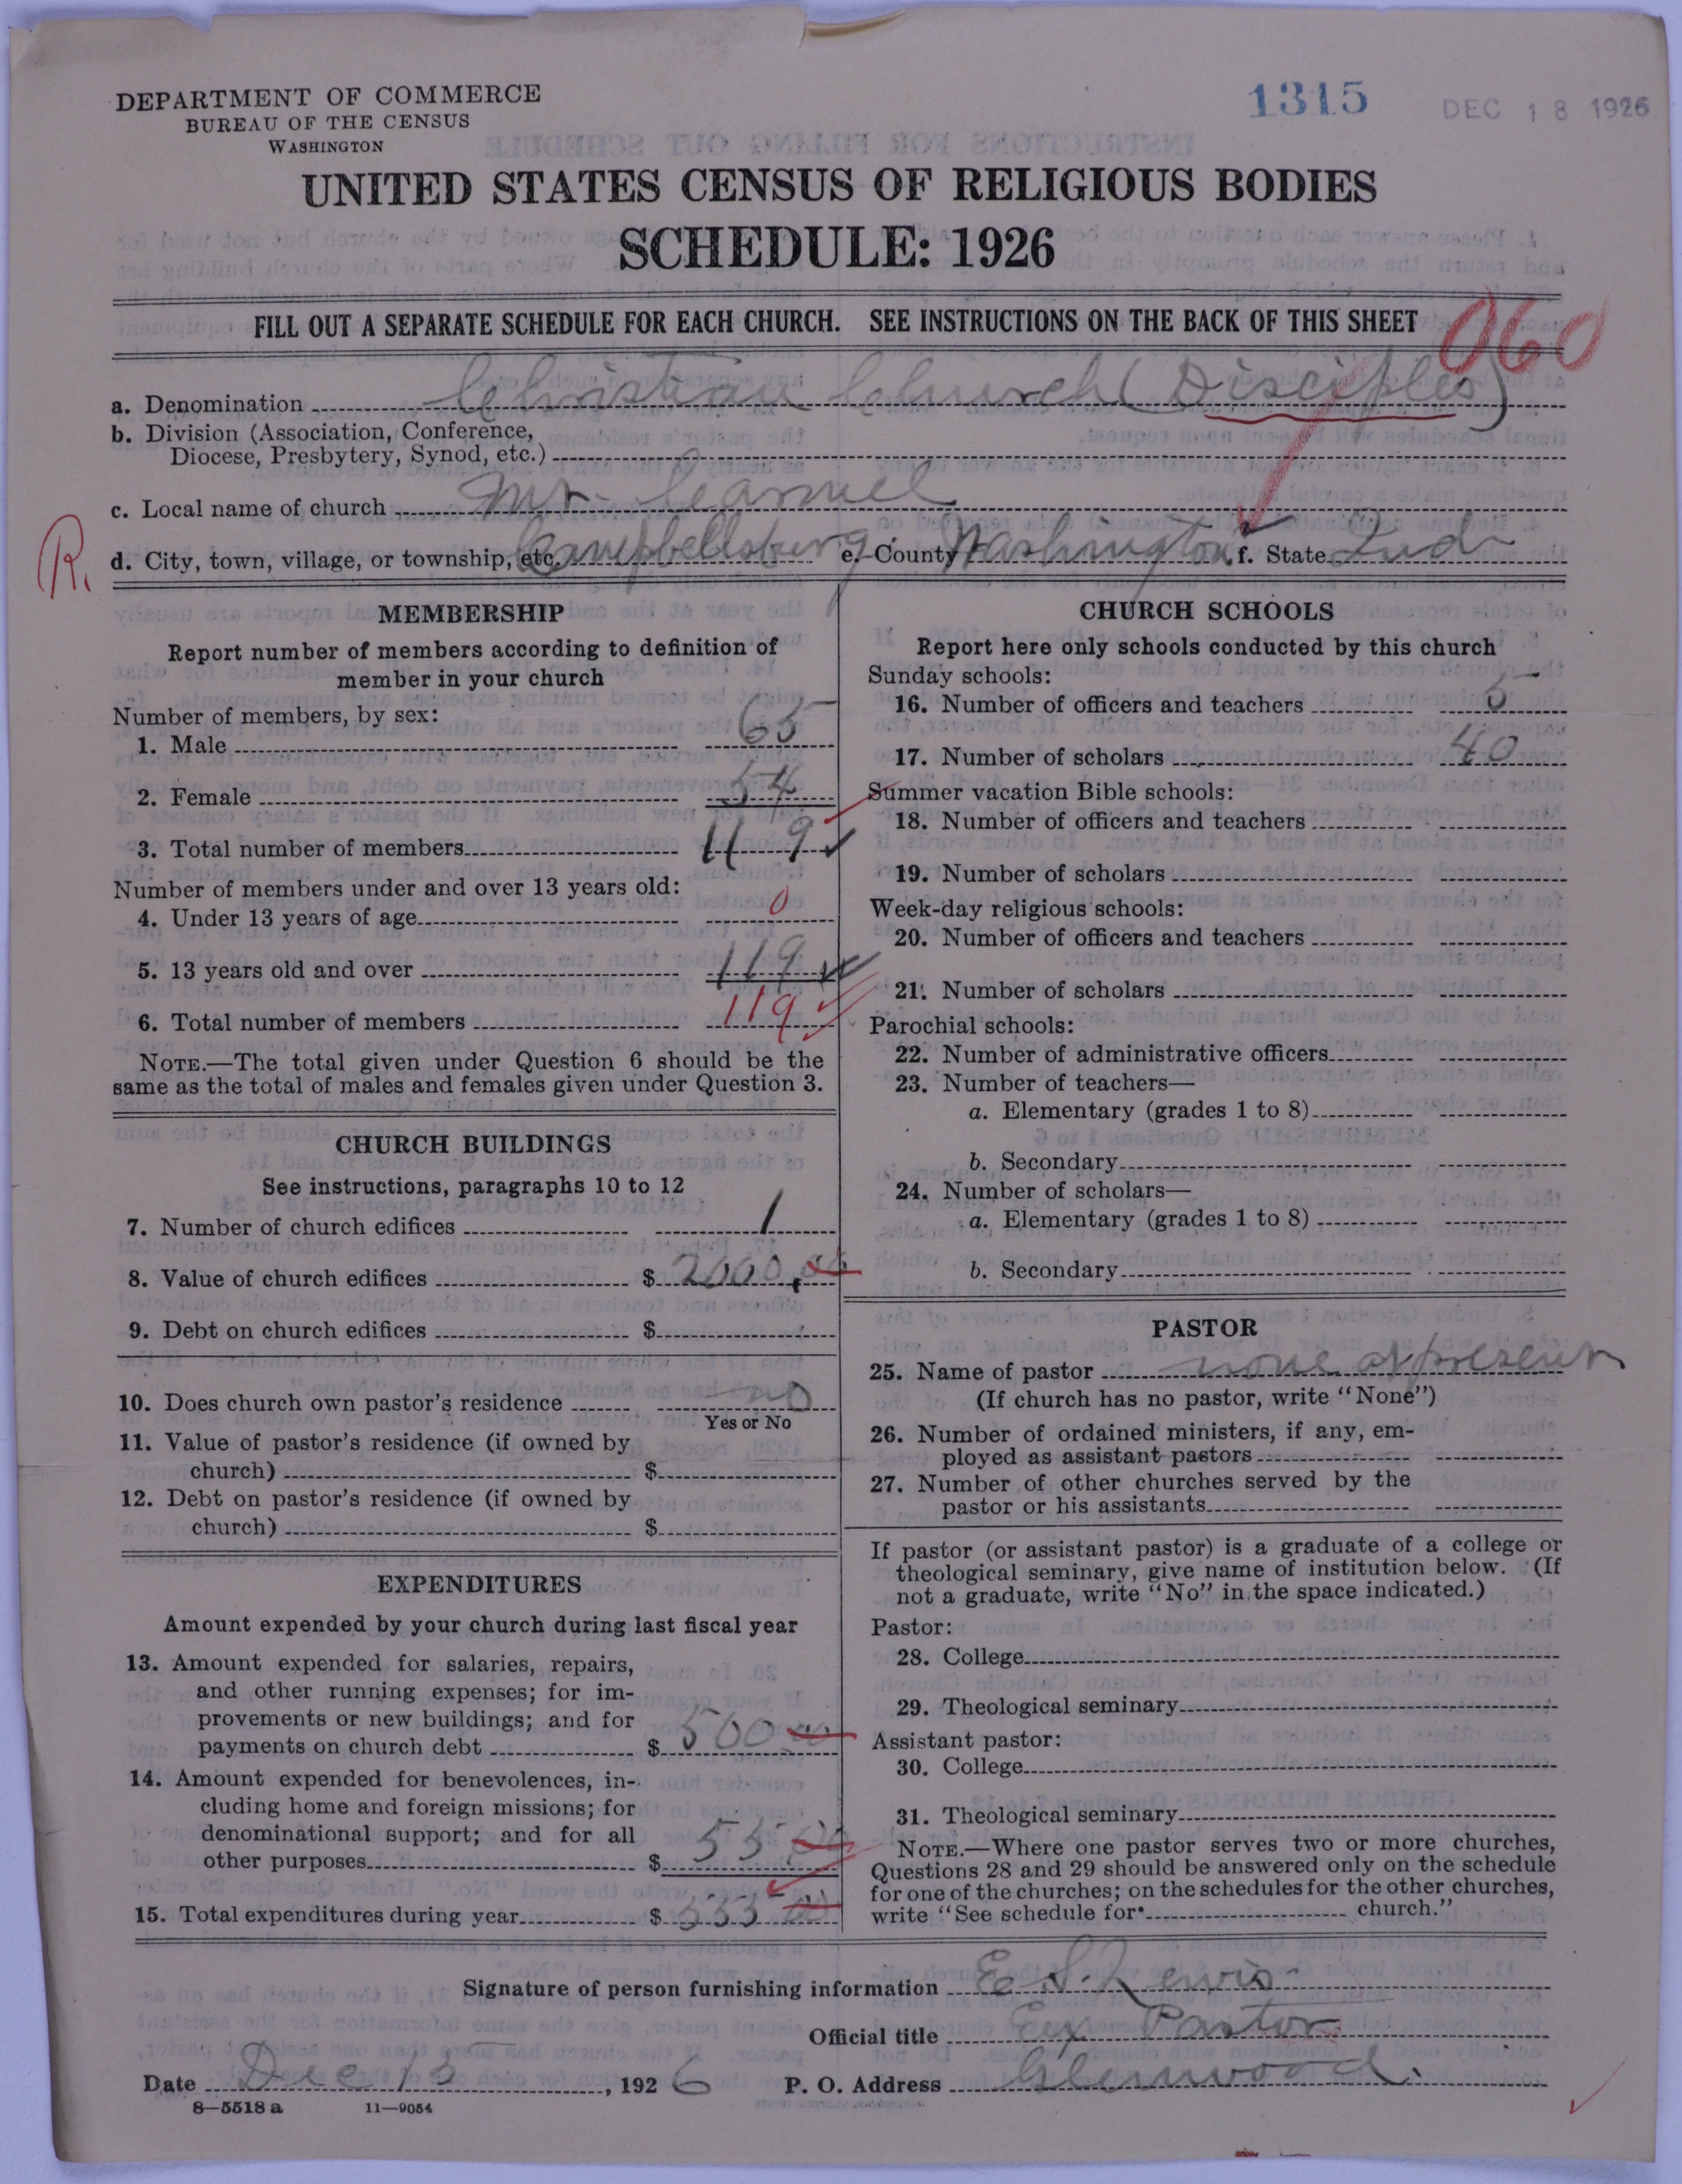 DEPARTMENT OF COMMERCE
BUREAU OF THE CENSUS
WASHINGTON
1315
DEC 18 1926
UNITED STATES CENSUS OF RELIGIOUS BODIES
SCHEDULE: 1926
FILL OUT A SEPARATE SCHEDULE FOR EACH CHURCH. SEE INSTRUCTIONS ON THE BACK OF THIS SHEET
060
a. Denomination Christian Church (Disciples)
b. Division (Association, Conference,
Diocese, Presbytery, Synod, etc.)
c. Local name of church Mt. Carmel
R. d. City, town, village, or township, etc. Campbellsburg e. County Washington f. State Ind
MEMBERSHIP
Report number of members according to definition of
member in your church
Number of members, by sex:
1. Male 65
2. Female 54
3. Total number of members 119
Number of members under and over 13 years old:
4. Under 13 years of age 0
5. 13 years old and over 119
6. Total number of members 119
NOTE.—The total given under Question 6 should be the
same as the total of males and females given under Question 3.
CHURCH BUILDINGS
See instructions, paragraphs 10 to 12
7. Number of church edifices 1
8. Value of church edifices $ 2000.00
9. Debt on church edifices $
10. Does church own pastor's residence no
Yes or No
11. Value of pastor's residence (if owned by
church) $
12. Debt on pastor's residence (if owned by
church) $
EXPENDITURES
Amount expended by your church during last fiscal year
13. Amount expended for salaries, repairs,
and other running expenses; for im-
provements or new buildings; and for
payments on church debt $ 500 00
14. Amount expended for benevolences, in-
cluding home and foreign missions; for
denominational support; and for all
other purposes $ 55.00
15. Total expenditures during year $ 555 00
CHURCH SCHOOLS
Report here only schools conducted by this church
Sunday schools:
16. Number of officers and teachers 5
17. Number of scholars 40
Summer vacation Bible schools:
18. Number of officers and teachers
19. Number of scholars
Week-day religious schools:
20. Number of officers and teachers
21. Number of scholars
Parochial schools:
22. Number of administrative officers
23. Number of teachers—
a. Elementary (grades 1 to 8)
b. Secondary
24. Number of scholars—
a. Elementary (grades 1 to 8)
b. Secondary
PASTOR
25. Name of pastor none at present
(If church has no pastor, write "None")
26. Number of ordained ministers, if any, em-
ployed as assistant pastors
27. Number of other churches served by the
pastor or his assistants
If pastor (or assistant pastor) is a graduate of a college or
theological seminary, give name of institution below. (If
not a graduate, write "No" in the space indicated.)
Pastor:
28. College
29. Theological seminary
Assistant pastor:
30. College
31. Theological seminary
NOTE.—Where one pastor serves two or more churches,
Questions 28 and 29 should be answered only on the schedule
for one of the churches; on the schedules for the other churches,
write "See schedule for church."
Signature of person furnishing information E. S. Lewis
Official title Ex Pastor
Date Dec 15, 1926 P. O. Address Glenwood.
8—5518 a 11—9054